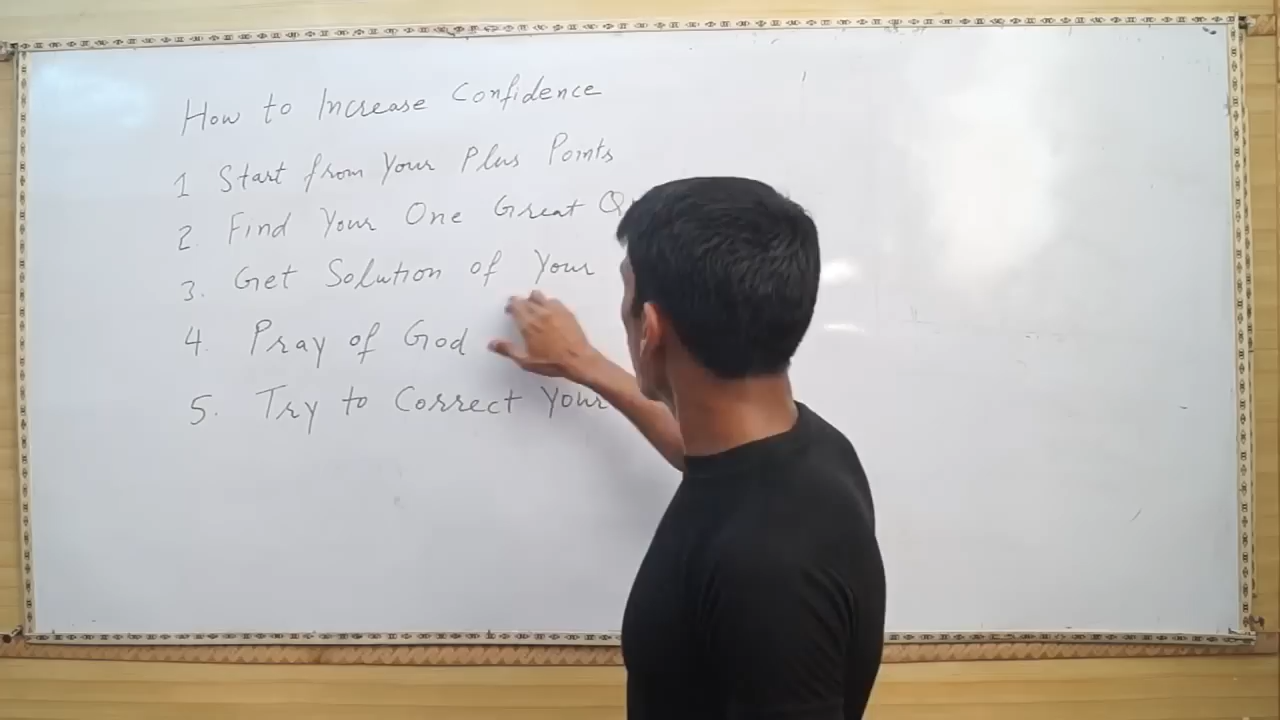 How to Increase Confidence
1 Start from Your Plus Points
2. Find Your One Great
3. Get Solution of Your
4. Pray of God
5. Try to Correct Your